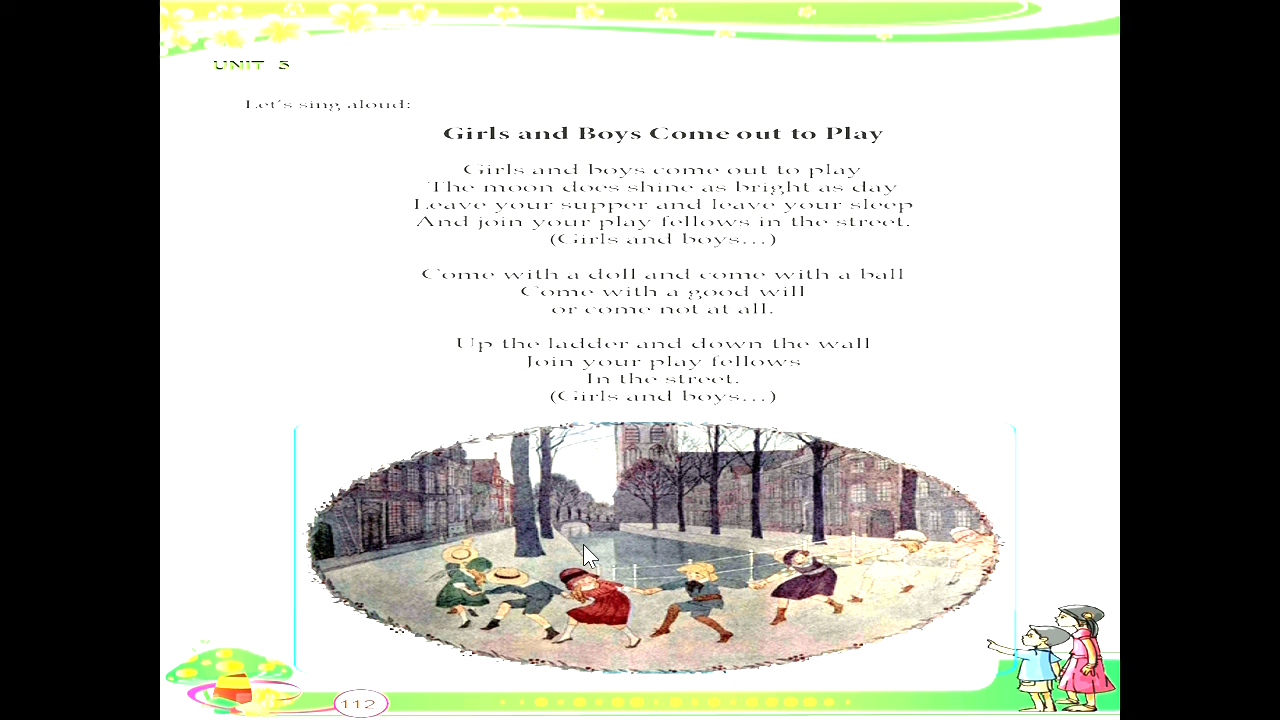 UNIT 5
Let's sing aloud:
Girls and Boys Come out to Play
Girls and boys come out to play
The moon does shine as bright as day
Leave your supper and leave your sleep
And join your play fellows in the street.
(Girls and boys...)
Come with a doll and come with a ball
Come with a good will
or come not at all.
Up the ladder and down the wall
Join your play fellows
In the street.
(Girls and boys...)
112